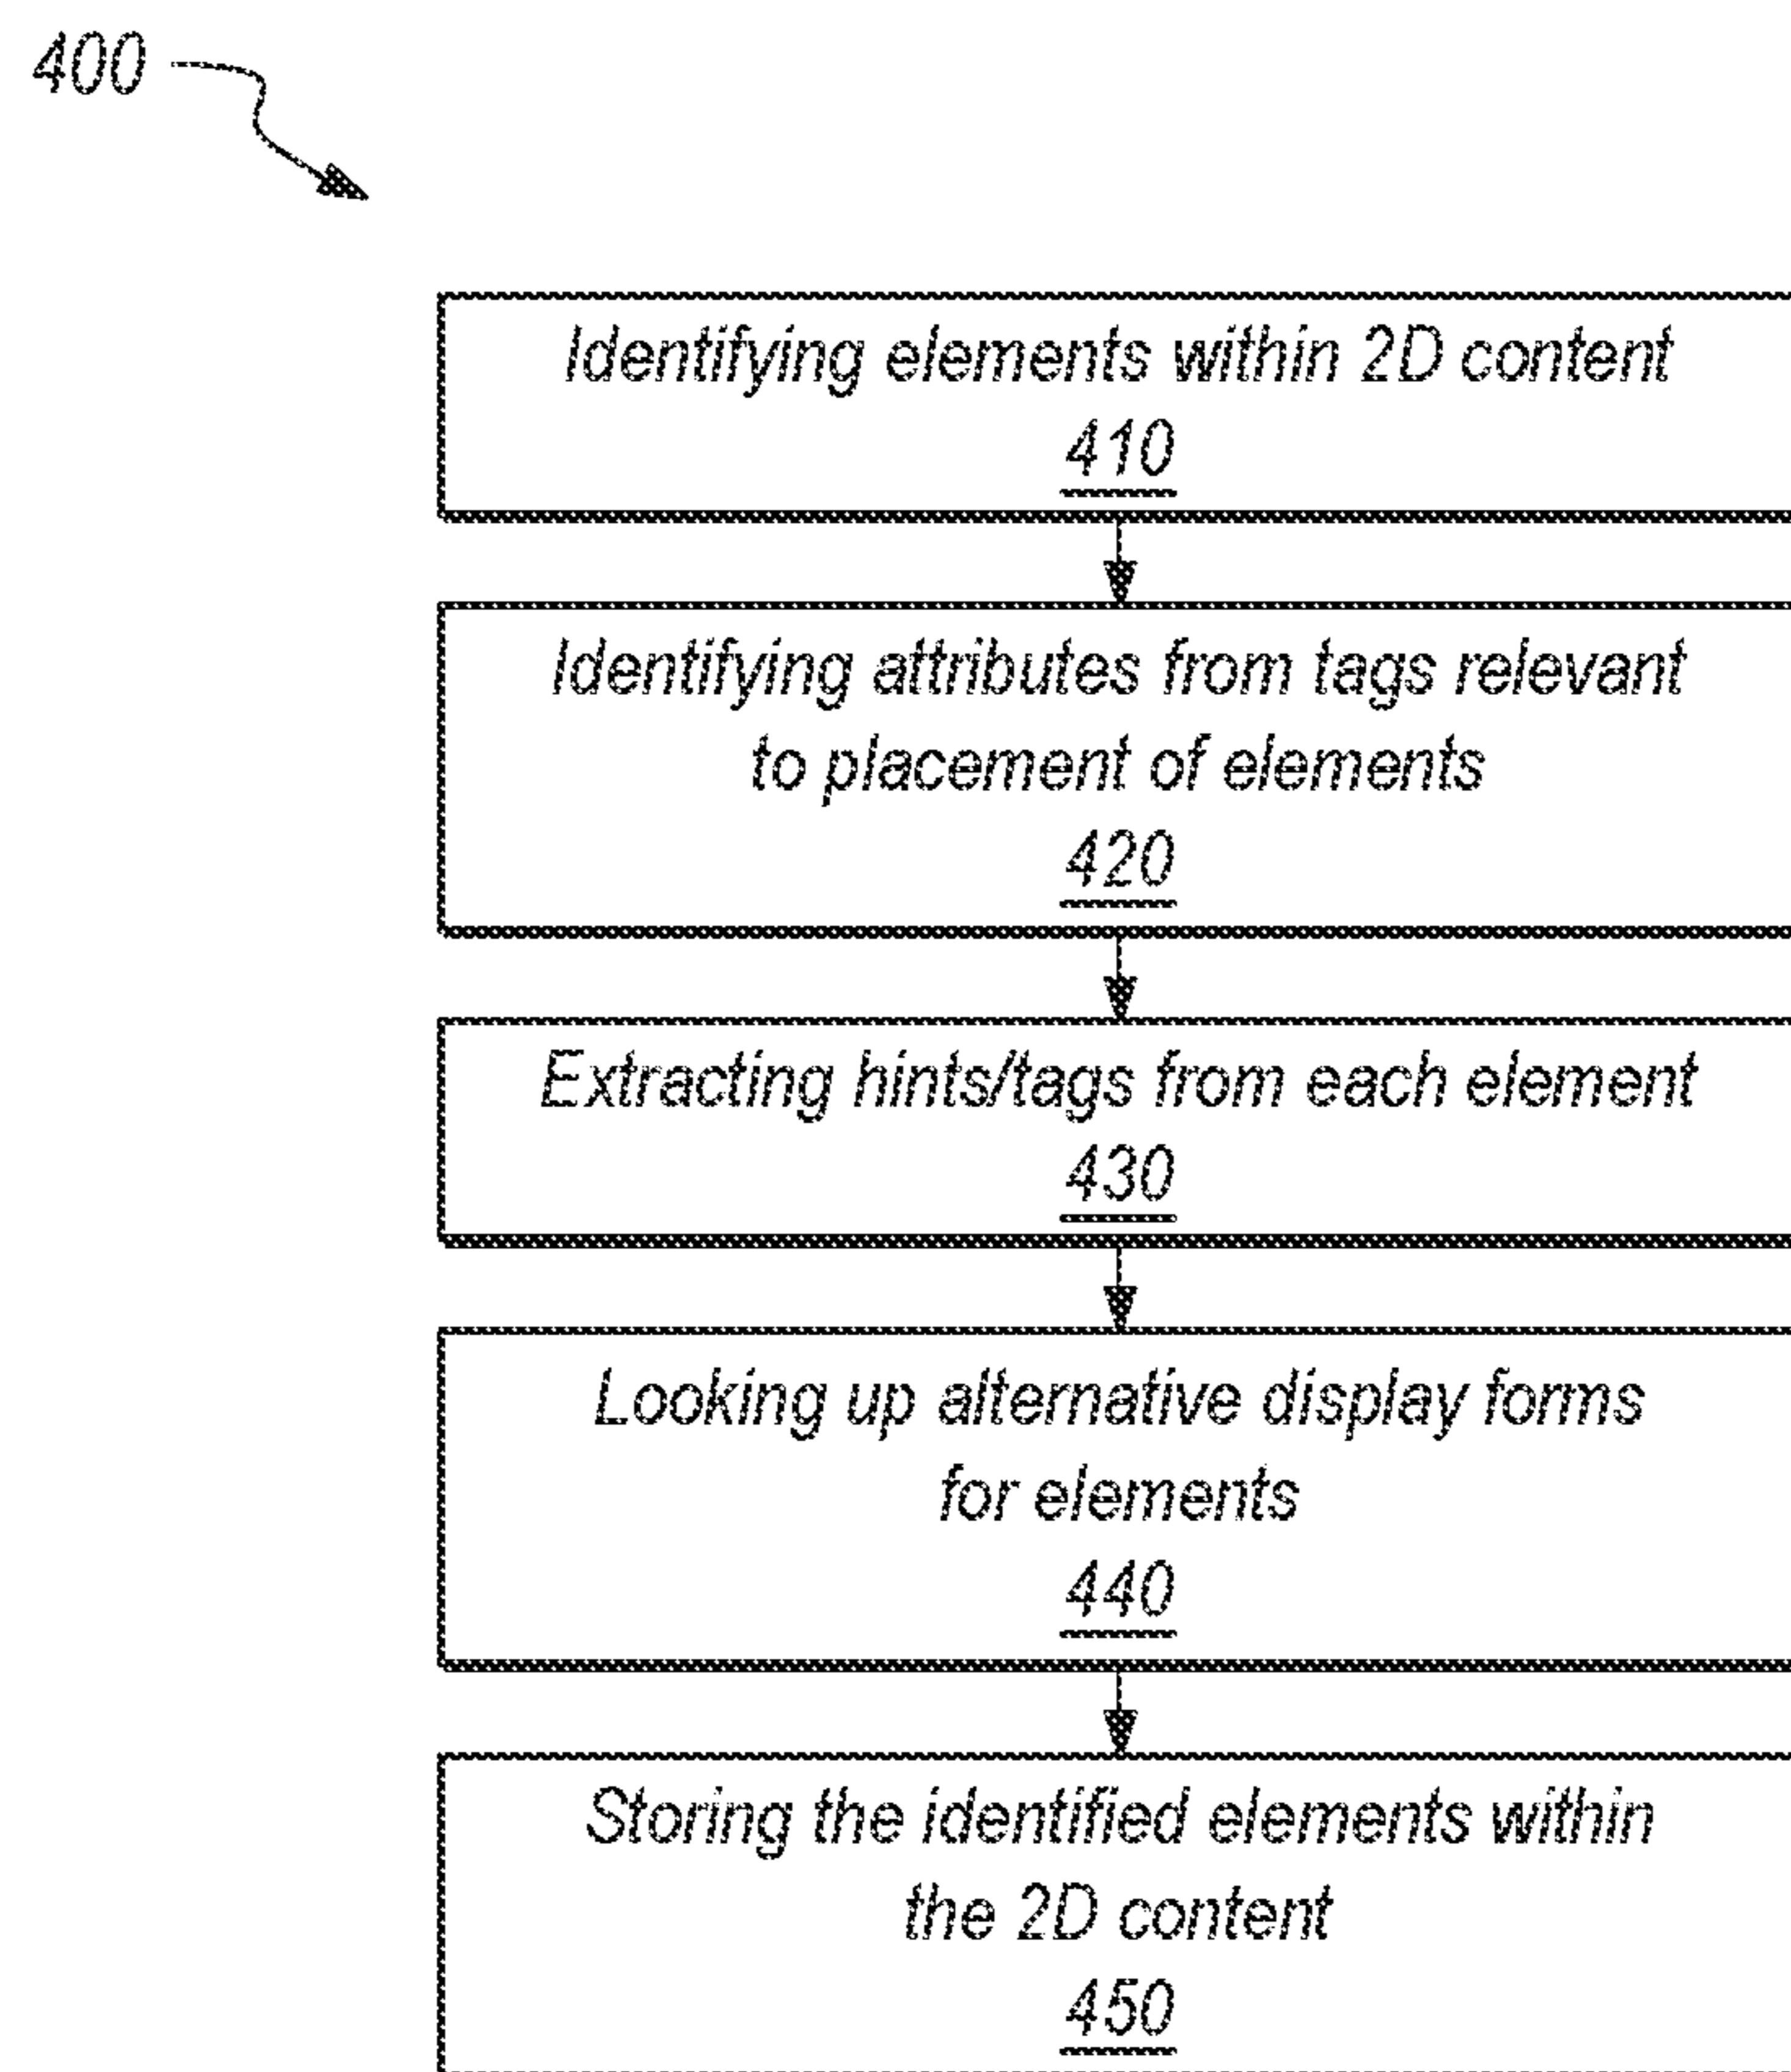 400
Identifying elements within 2D content
410
Identifying attributes from tags relevant
to placement of elements
420
Extracting hints/tags from each element
430
Looking up alternative display forms
for elements
440
Storing the identified elements within
the 2D content
450